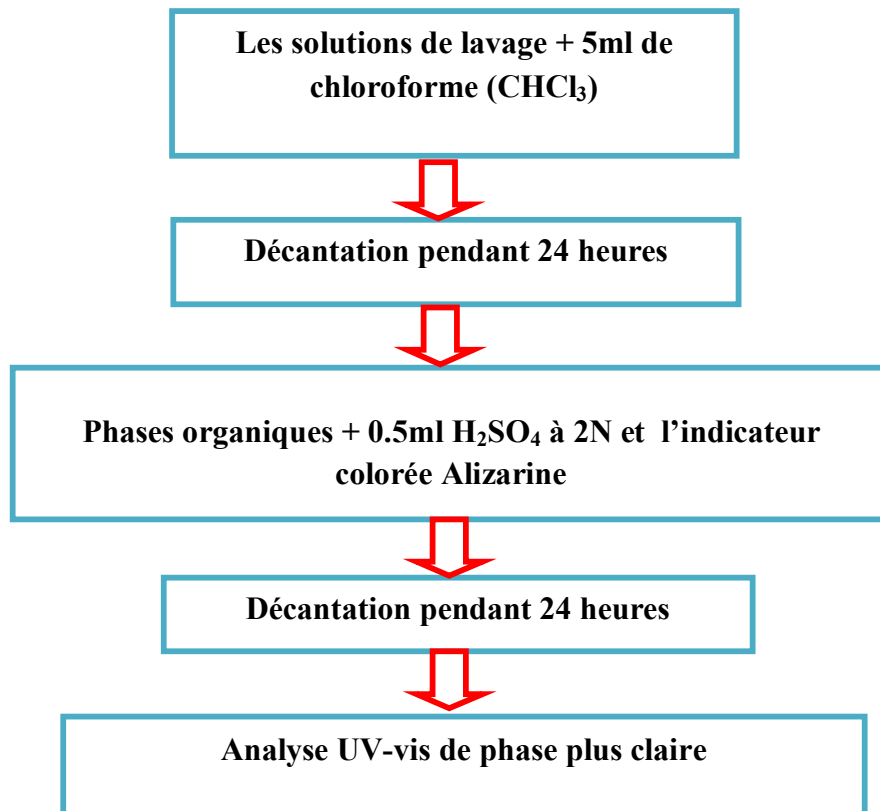 Les solutions de lavage + 5ml de
chloroforme (CHCl₃)
Décantation pendant 24 heures
Phases organiques + 0.5ml H₂SO₄ à 2N et l’indicateur
colorée Alizarine
Décantation pendant 24 heures
Analyse UV-vis de phase plus claire